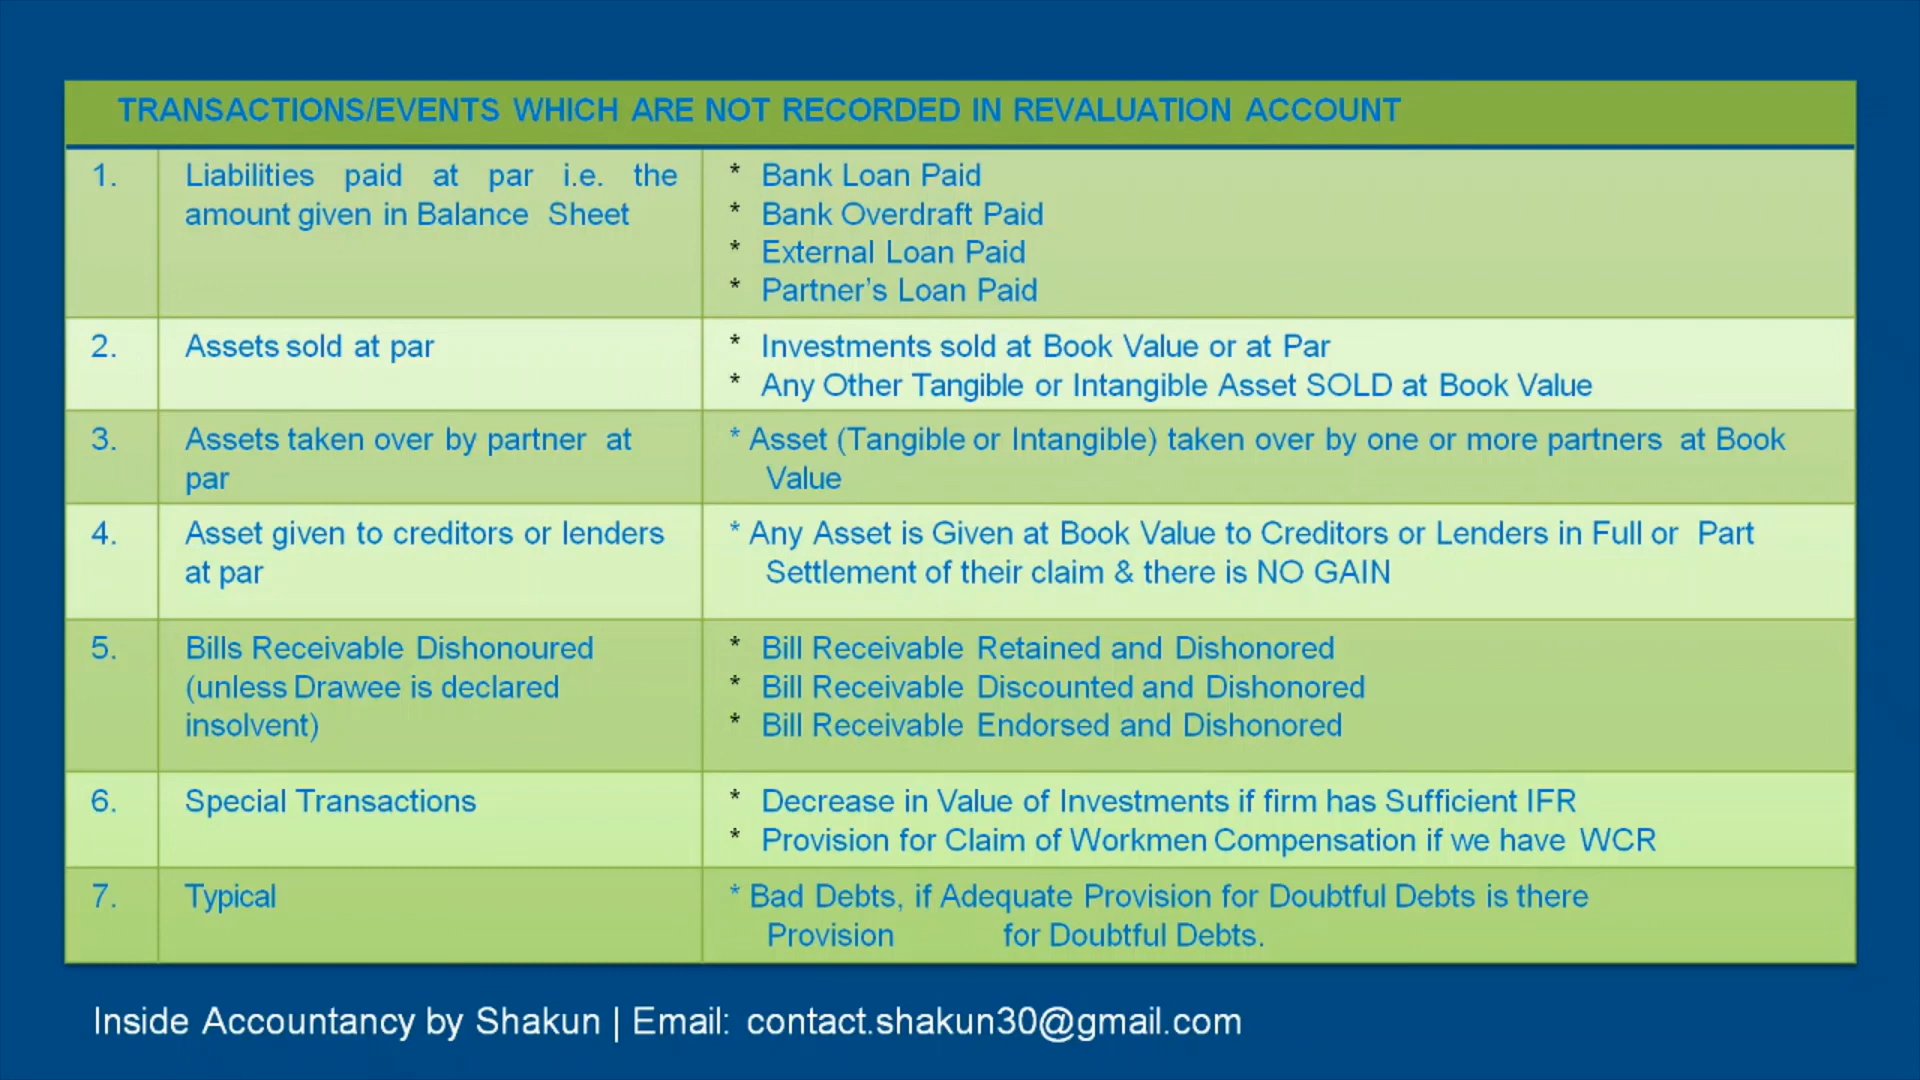 TRANSACTIONS/EVENTS WHICH ARE NOT RECORDED IN REVALUATION ACCOUNT
1.
Liabilities paid at par i.e. the
amount given in Balance Sheet
* Bank Loan Paid
* Bank Overdraft Paid
* External Loan Paid
* Partner’s Loan Paid
2.
Assets sold at par
* Investments sold at Book Value or at Par
* Any Other Tangible or Intangible Asset SOLD at Book Value
3.
Assets taken over by partner at
par
* Asset (Tangible or Intangible) taken over by one or more partners at Book
Value
4.
Asset given to creditors or lenders
at par
* Any Asset is Given at Book Value to Creditors or Lenders in Full or Part
Settlement of their claim & there is NO GAIN
5.
Bills Receivable Dishonoured
(unless Drawee is declared
insolvent)
* Bill Receivable Retained and Dishonored
* Bill Receivable Discounted and Dishonored
* Bill Receivable Endorsed and Dishonored
6.
Special Transactions
* Decrease in Value of Investments if firm has Sufficient IFR
* Provision for Claim of Workmen Compensation if we have WCR
7.
Typical
* Bad Debts, if Adequate Provision for Doubtful Debts is there
Provision for Doubtful Debts.
Inside Accountancy by Shakun | Email: contact.shakun30@gmail.com